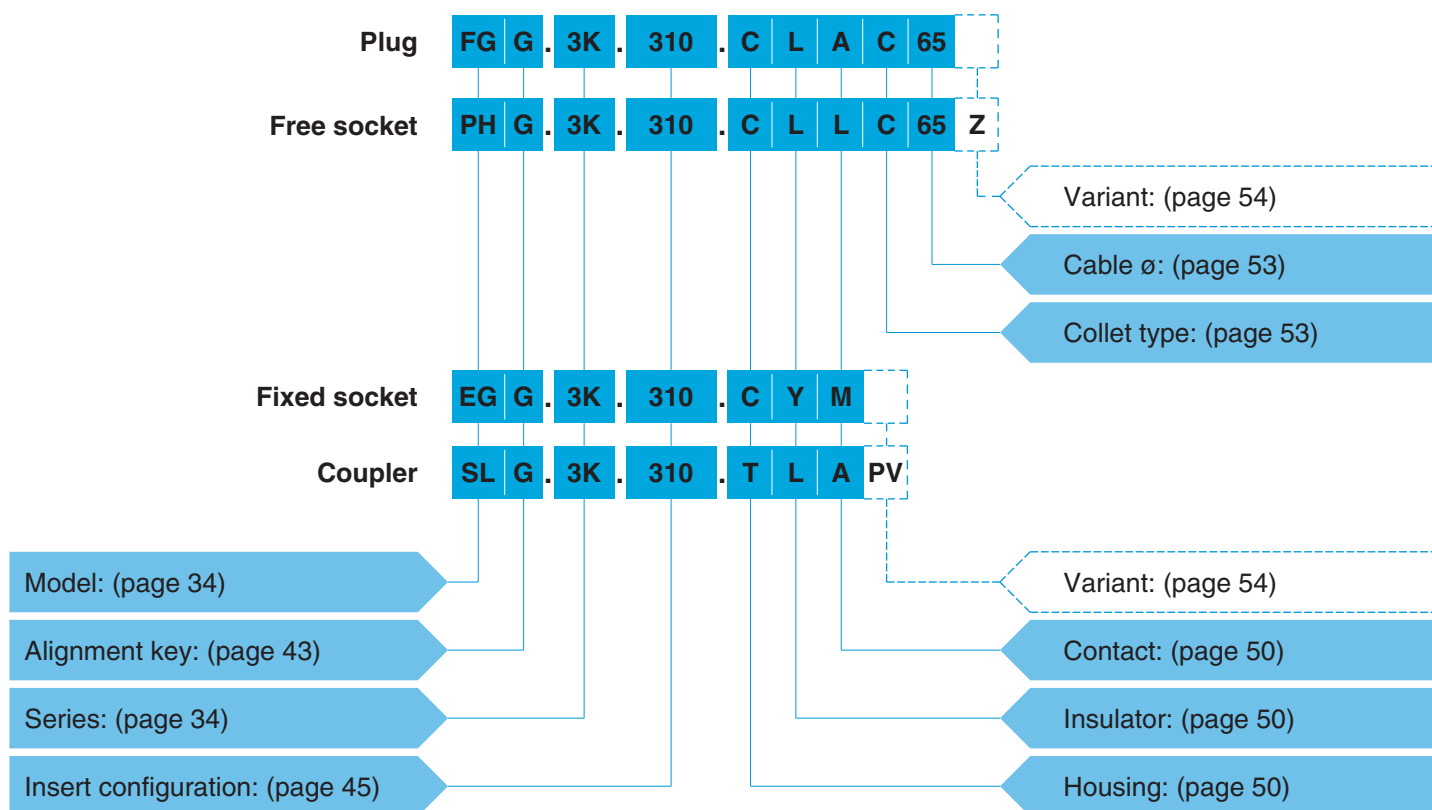 Plug FG G . 3K . 310 . C L A C 65
Free socket PH G . 3K . 310 . C L L C 65 Z
Variant: (page 54)
Cable ø: (page 53)
Collet type: (page 53)
Fixed socket EG G . 3K . 310 . C Y M
Coupler SL G . 3K . 310 . T L A PV
Model: (page 34) Variant: (page 54)
Alignment key: (page 43) Contact: (page 50)
Series: (page 34) Insulator: (page 50)
Insert configuration: (page 45) Housing: (page 50)